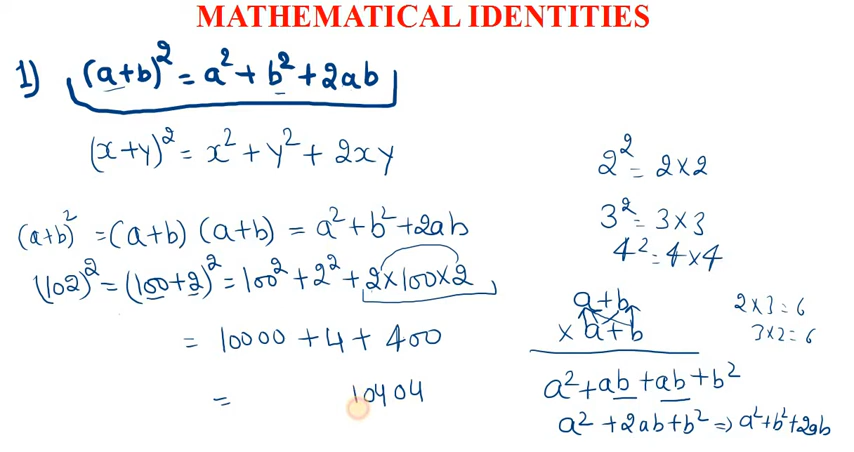 MATHEMATICAL IDENTITIES
1) (a+b)² = a² + b² + 2ab
(x+y)² = x² + y² + 2xy
(a+b)² = (a+b) (a+b) = a² + b² + 2ab
(102)² = (100+2)² = 100² + 2² + 2×100×2
= 10000 + 4 + 400
= 10404
2² = 2×2
3² = 3×3
4² = 4×4
a+b
× a+b
a² + ab + ab + b²
a² + 2ab + b² ⇒ a² + b² + 2ab
2×3=6
3×2=6